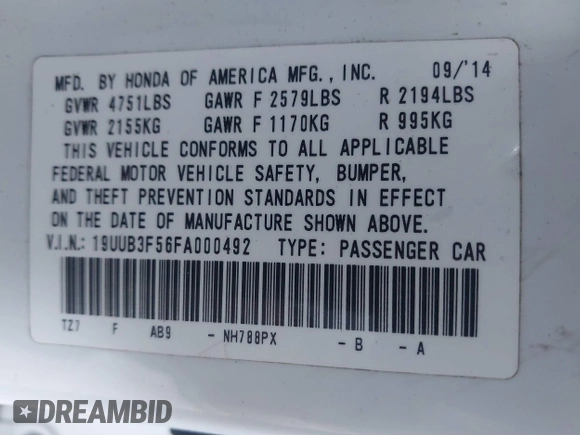 MFD. BY HONDA OF AMERICA MFG., INC. 09/'14
GVWR 4751LBS GAWR F 2579LBS R 2194LBS
GVWR 2155KG GAWR F 1170KG R 995KG
THIS VEHICLE CONFORMS TO ALL APPLICABLE
FEDERAL MOTOR VEHICLE SAFETY, BUMPER,
AND THEFT PREVENTION STANDARDS IN EFFECT
ON THE DATE OF MANUFACTURE SHOWN ABOVE.
V.I.N.: 19UUB3F56FA000492 TYPE: PASSENGER CAR
TZ7 F AB9 - NH788PX - B - A
DREAMBID